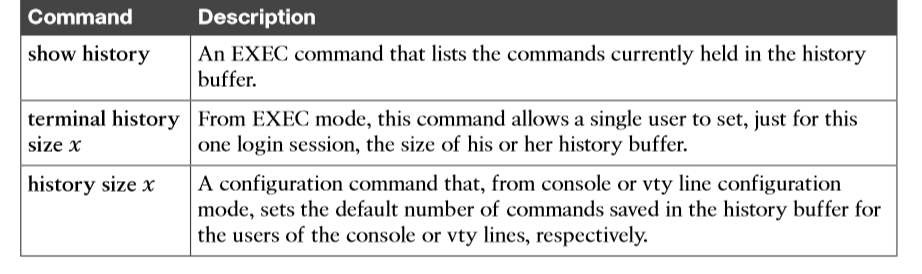 Command Description
show history An EXEC command that lists the commands currently held in the history
buffer.
terminal history From EXEC mode, this command allows a single user to set, just for this
size x one login session, the size of his or her history buffer.
history size x A configuration command that, from console or vty line configuration
mode, sets the default number of commands saved in the history buffer for
the users of the console or vty lines, respectively.